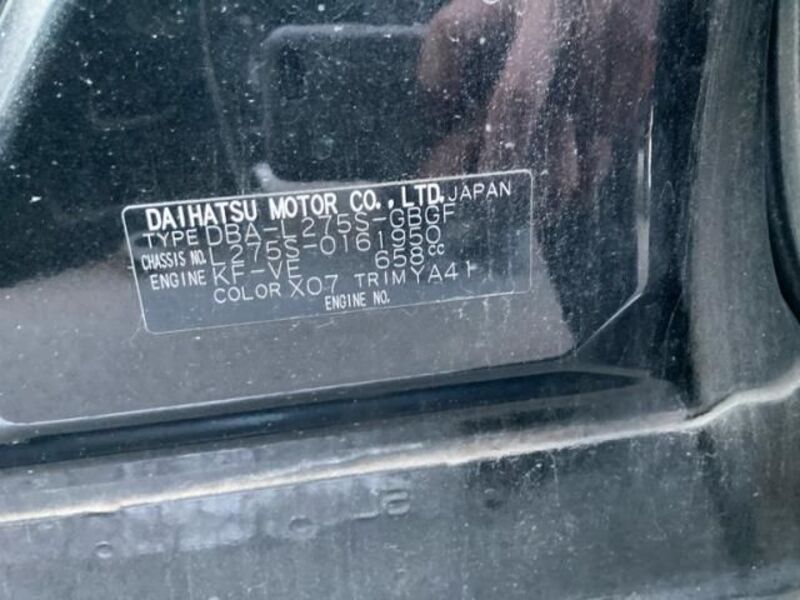 DAIHATSU MOTOR CO., LTD. JAPAN
TYPE DBA-L275S-GBGF
CHASSIS NO. L275S-0161950
ENGINE KF-VE 658cc
COLOR X07 TRIM YA41
ENGINE NO.